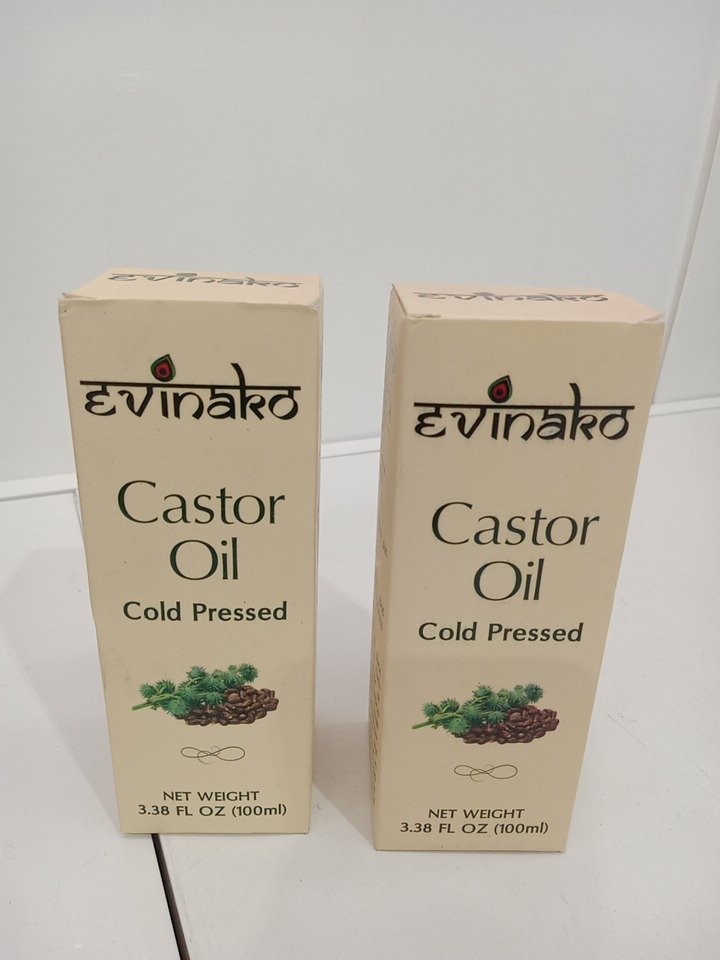 evinako
evinako
Castor
Oil
Cold Pressed
NET WEIGHT
3.38 FL OZ (100ml)
evinako
evinako
Castor
Oil
Cold Pressed
NET WEIGHT
3.38 FL OZ (100ml)